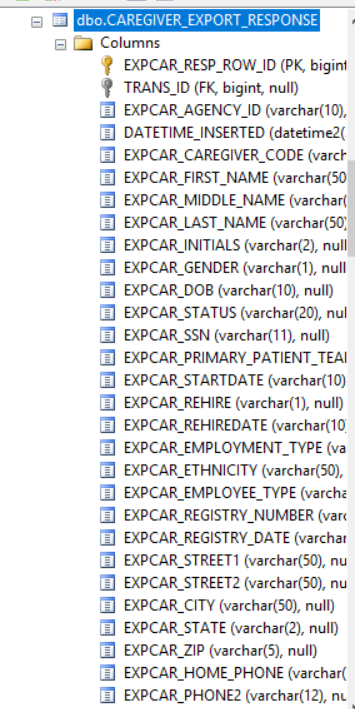 dbo.CAREGIVER_EXPORT_RESPONSE
Columns
EXPCAR_RESP_ROW_ID (PK, bigint
TRANS_ID (FK, bigint, null)
EXPCAR_AGENCY_ID (varchar(10),
DATETIME_INSERTED (datetime2(
EXPCAR_CAREGIVER_CODE (varch
EXPCAR_FIRST_NAME (varchar(50
EXPCAR_MIDDLE_NAME (varchar(
EXPCAR_LAST_NAME (varchar(50)
EXPCAR_INITIALS (varchar(2), null
EXPCAR_GENDER (varchar(1), null
EXPCAR_DOB (varchar(10), null)
EXPCAR_STATUS (varchar(20), nul
EXPCAR_SSN (varchar(11), null)
EXPCAR_PRIMARY_PATIENT_TEA
EXPCAR_STARTDATE (varchar(10)
EXPCAR_REHIRE (varchar(1), null)
EXPCAR_REHIREDATE (varchar(10
EXPCAR_EMPLOYMENT_TYPE (va
EXPCAR_ETHNICITY (varchar(50),
EXPCAR_EMPLOYEE_TYPE (varcha
EXPCAR_REGISTRY_NUMBER (varc
EXPCAR_REGISTRY_DATE (varchar
EXPCAR_STREET1 (varchar(50), nu
EXPCAR_STREET2 (varchar(50), nu
EXPCAR_CITY (varchar(50), null)
EXPCAR_STATE (varchar(2), null)
EXPCAR_ZIP (varchar(5), null)
EXPCAR_HOME_PHONE (varchar(
EXPCAR_PHONE2 (varchar(12), nu